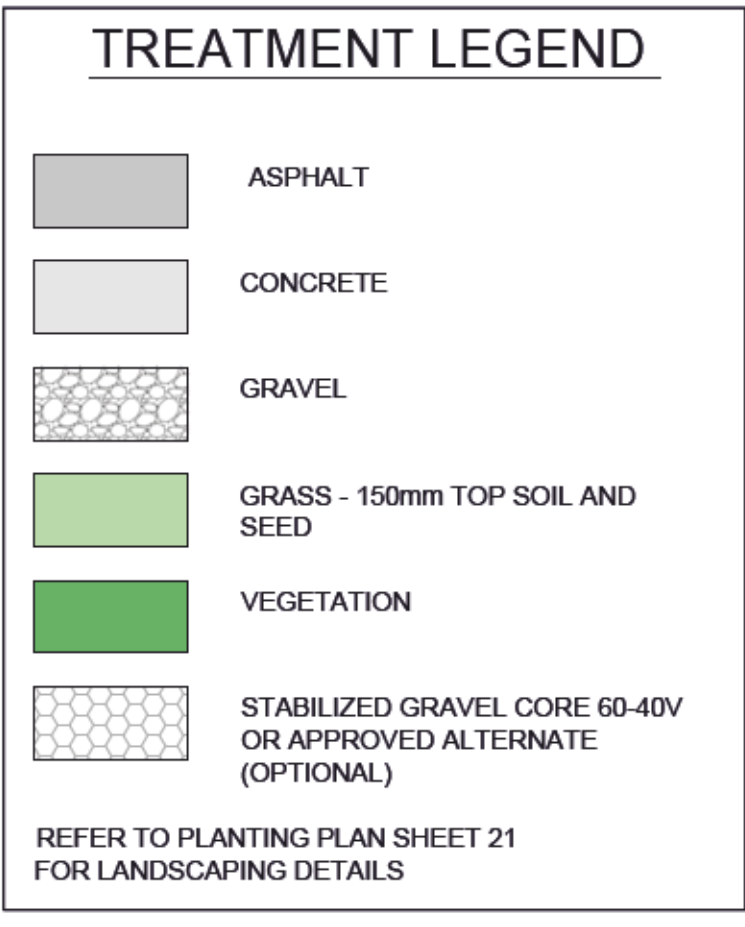 TREATMENT LEGEND
ASPHALT
CONCRETE
GRAVEL
GRASS - 150mm TOP SOIL AND
SEED
VEGETATION
STABILIZED GRAVEL CORE 60-40V
OR APPROVED ALTERNATE
(OPTIONAL)
REFER TO PLANTING PLAN SHEET 21
FOR LANDSCAPING DETAILS